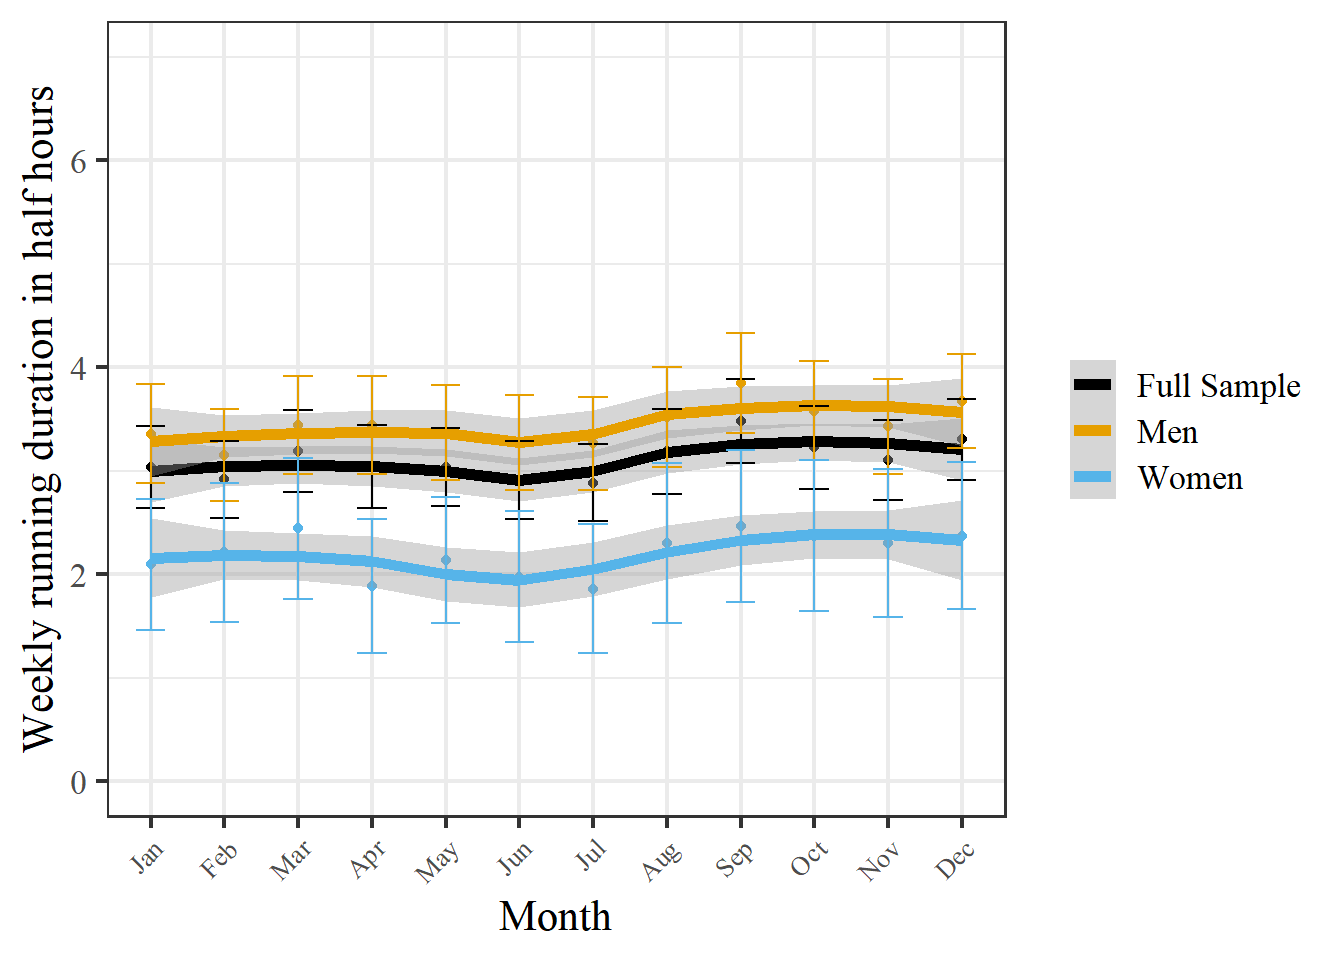 Weekly running duration in half hours
6
4
2
0
Jan
Feb
Mar
Apr
May
Jun
Jul
Aug
Sep
Oct
Nov
Dec
Month
Full Sample
Men
Women